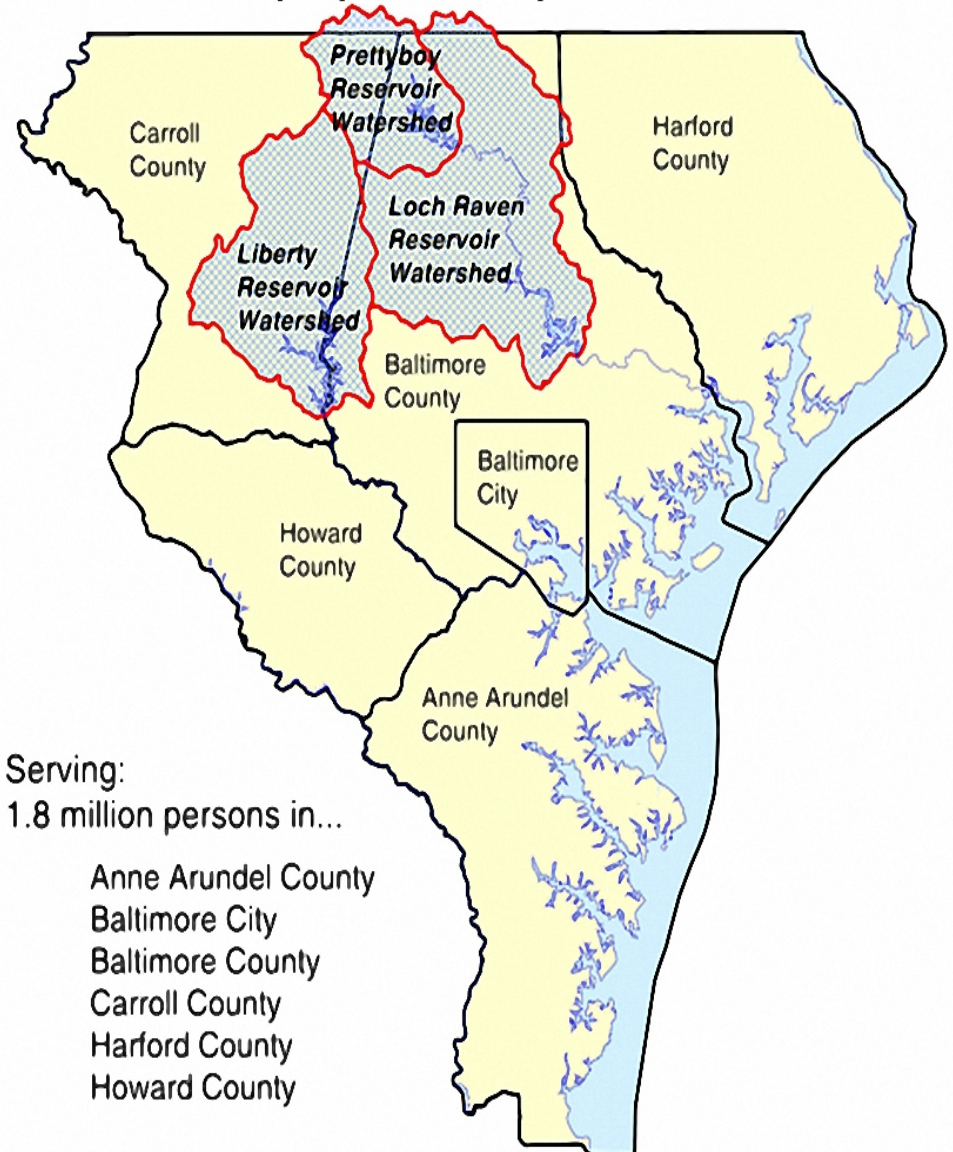 Prettyboy
Reservoir
Watershed
Carroll
County
Harford
County
Loch Raven
Reservoir
Watershed
Liberty
Reservoir
Watershed
Baltimore
County
Baltimore
City
Howard
County
Anne Arundel
County
Serving:
1.8 million persons in...
Anne Arundel County
Baltimore City
Baltimore County
Carroll County
Harford County
Howard County